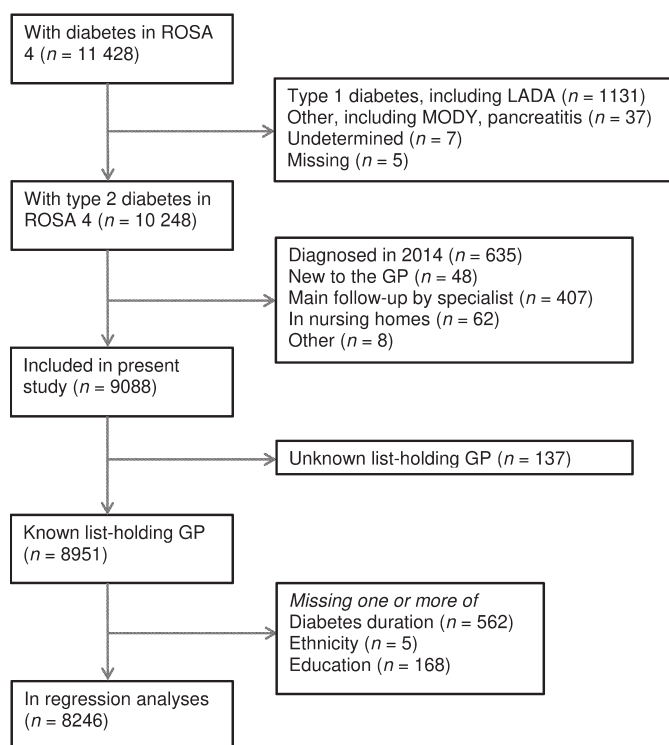 With diabetes in ROSA
4 (n = 11 428)
Type 1 diabetes, including LADA (n = 1131)
Other, including MODY, pancreatitis (n = 37)
Undetermined (n = 7)
Missing (n = 5)
With type 2 diabetes in
ROSA 4 (n = 10 248)
Diagnosed in 2014 (n = 635)
New to the GP (n = 48)
Main follow-up by specialist (n = 407)
In nursing homes (n = 62)
Other (n = 8)
Included in present
study (n = 9088)
Unknown list-holding GP (n = 137)
Known list-holding GP
(n = 8951)
Missing one or more of
Diabetes duration (n = 562)
Ethnicity (n = 5)
Education (n = 168)
In regression analyses
(n = 8246)